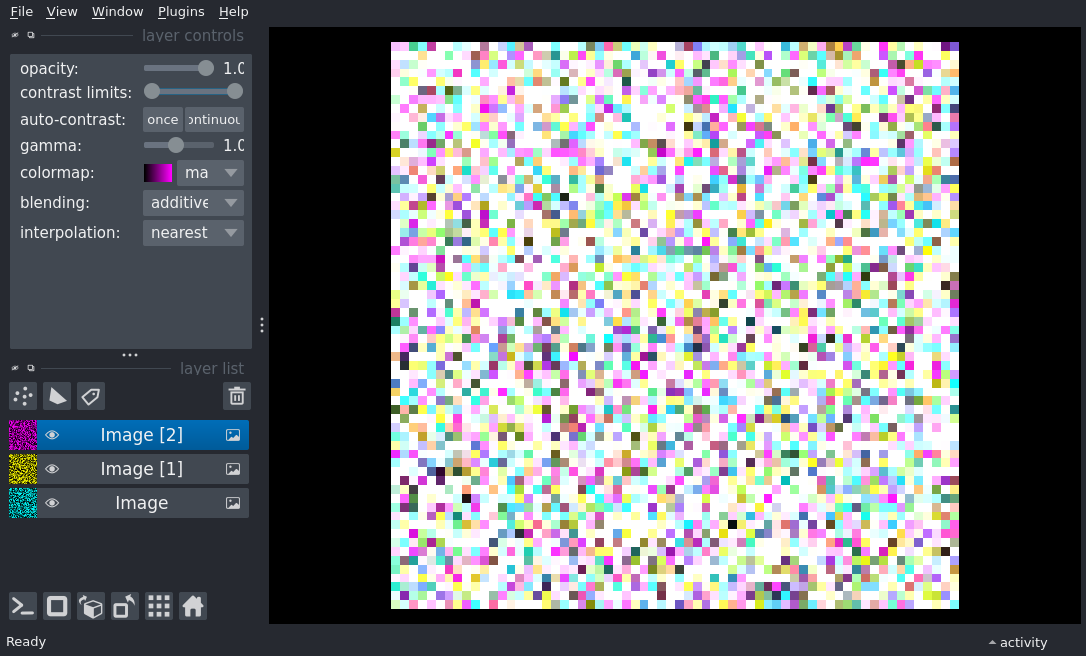 File View Window Plugins Help
layer controls
opacity: 1.0
contrast limits:
auto-contrast: once ontinuou
gamma: 1.0
colormap: ma
blending: additive
interpolation: nearest
layer list
Image [2]
Image [1]
Image
Ready
activity